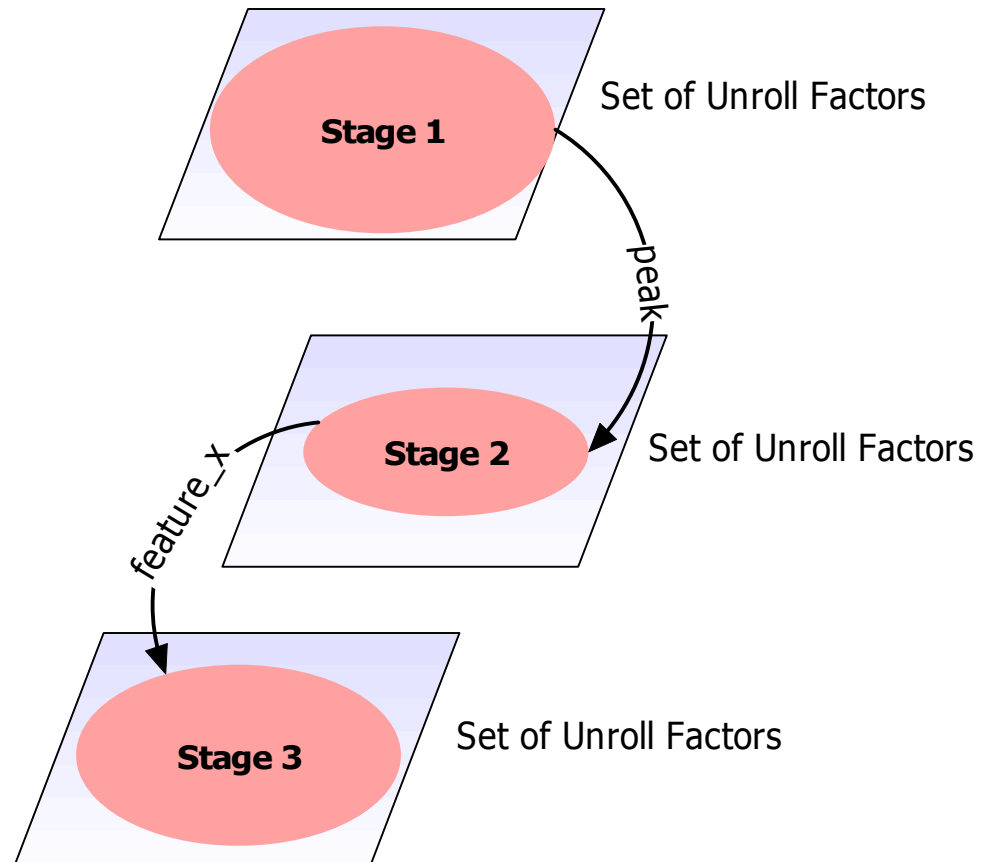 Set of Unroll Factors
Stage 1
peak
Stage 2
Set of Unroll Factors
feature_x
Set of Unroll Factors
Stage 3